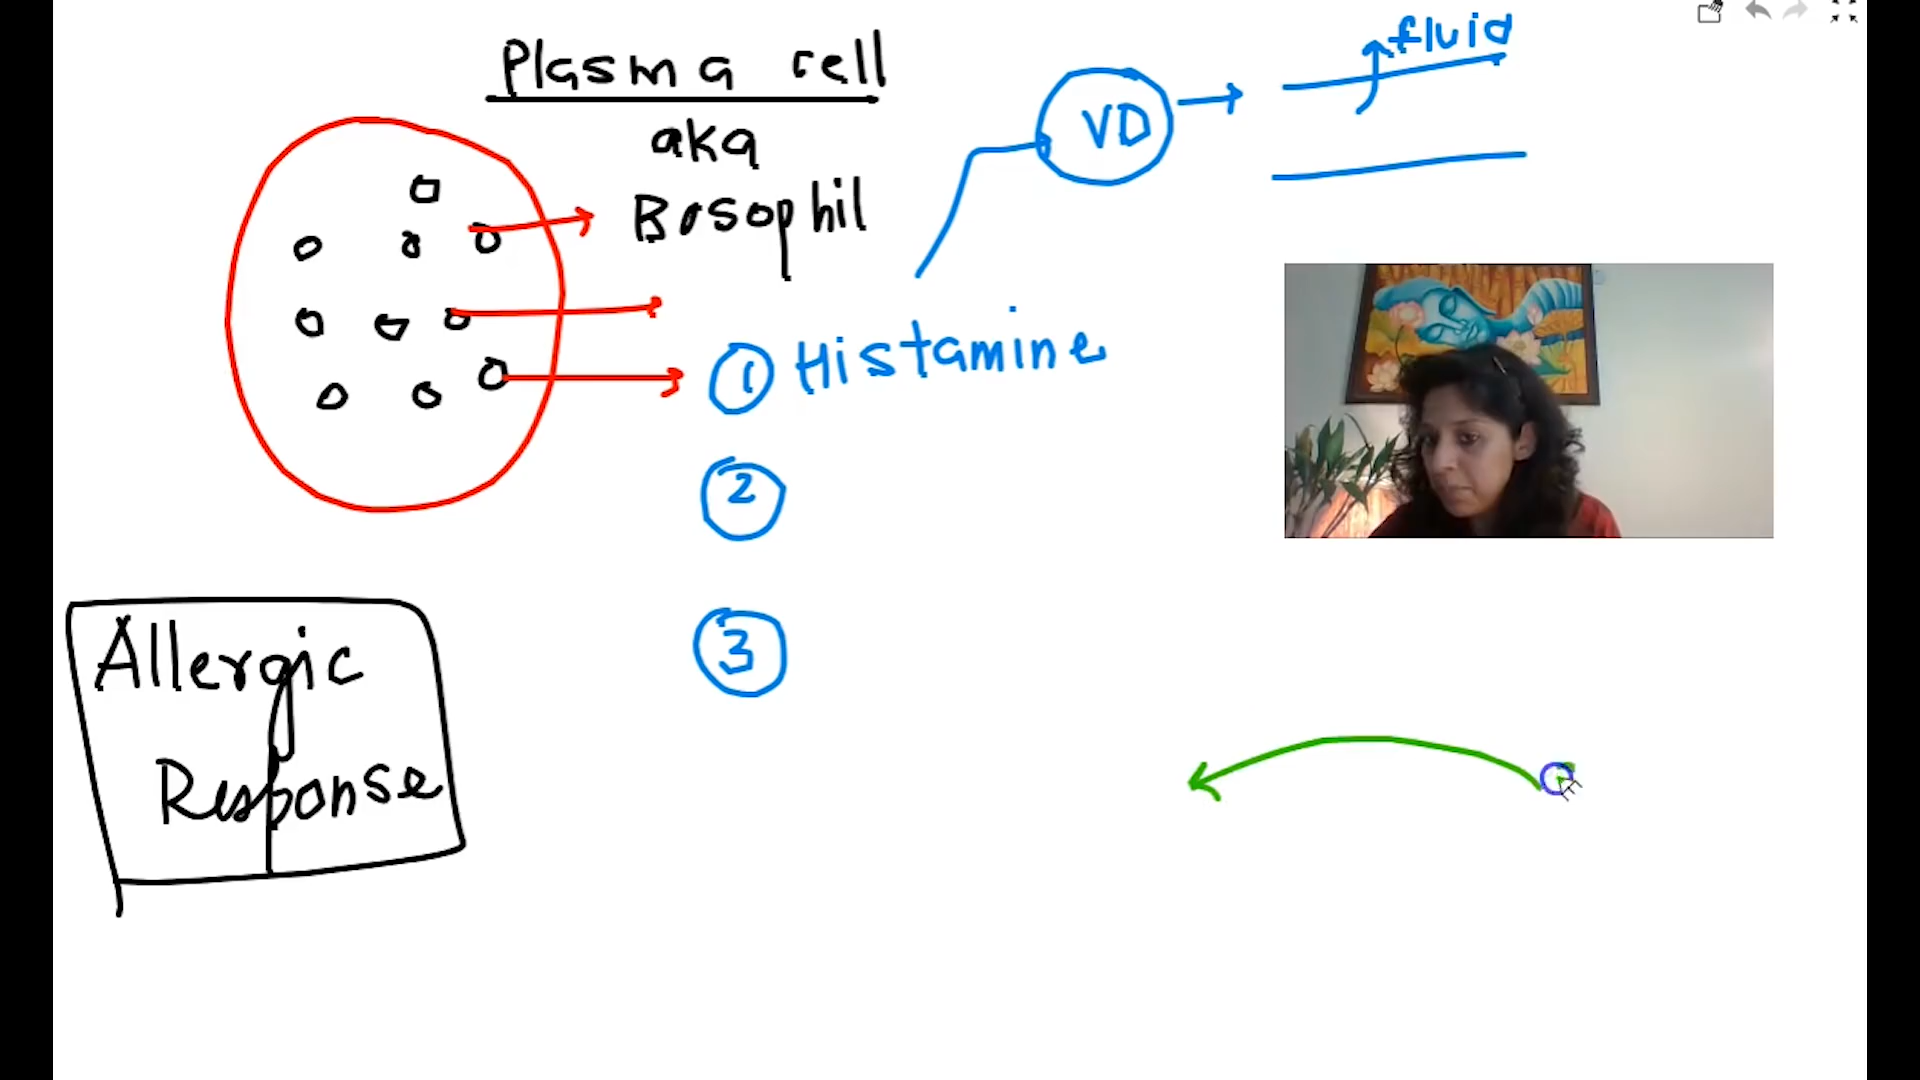 Plasma cell
aka
Basophil
VD
fluid
1 Histamine
2
3
Allergic
Response